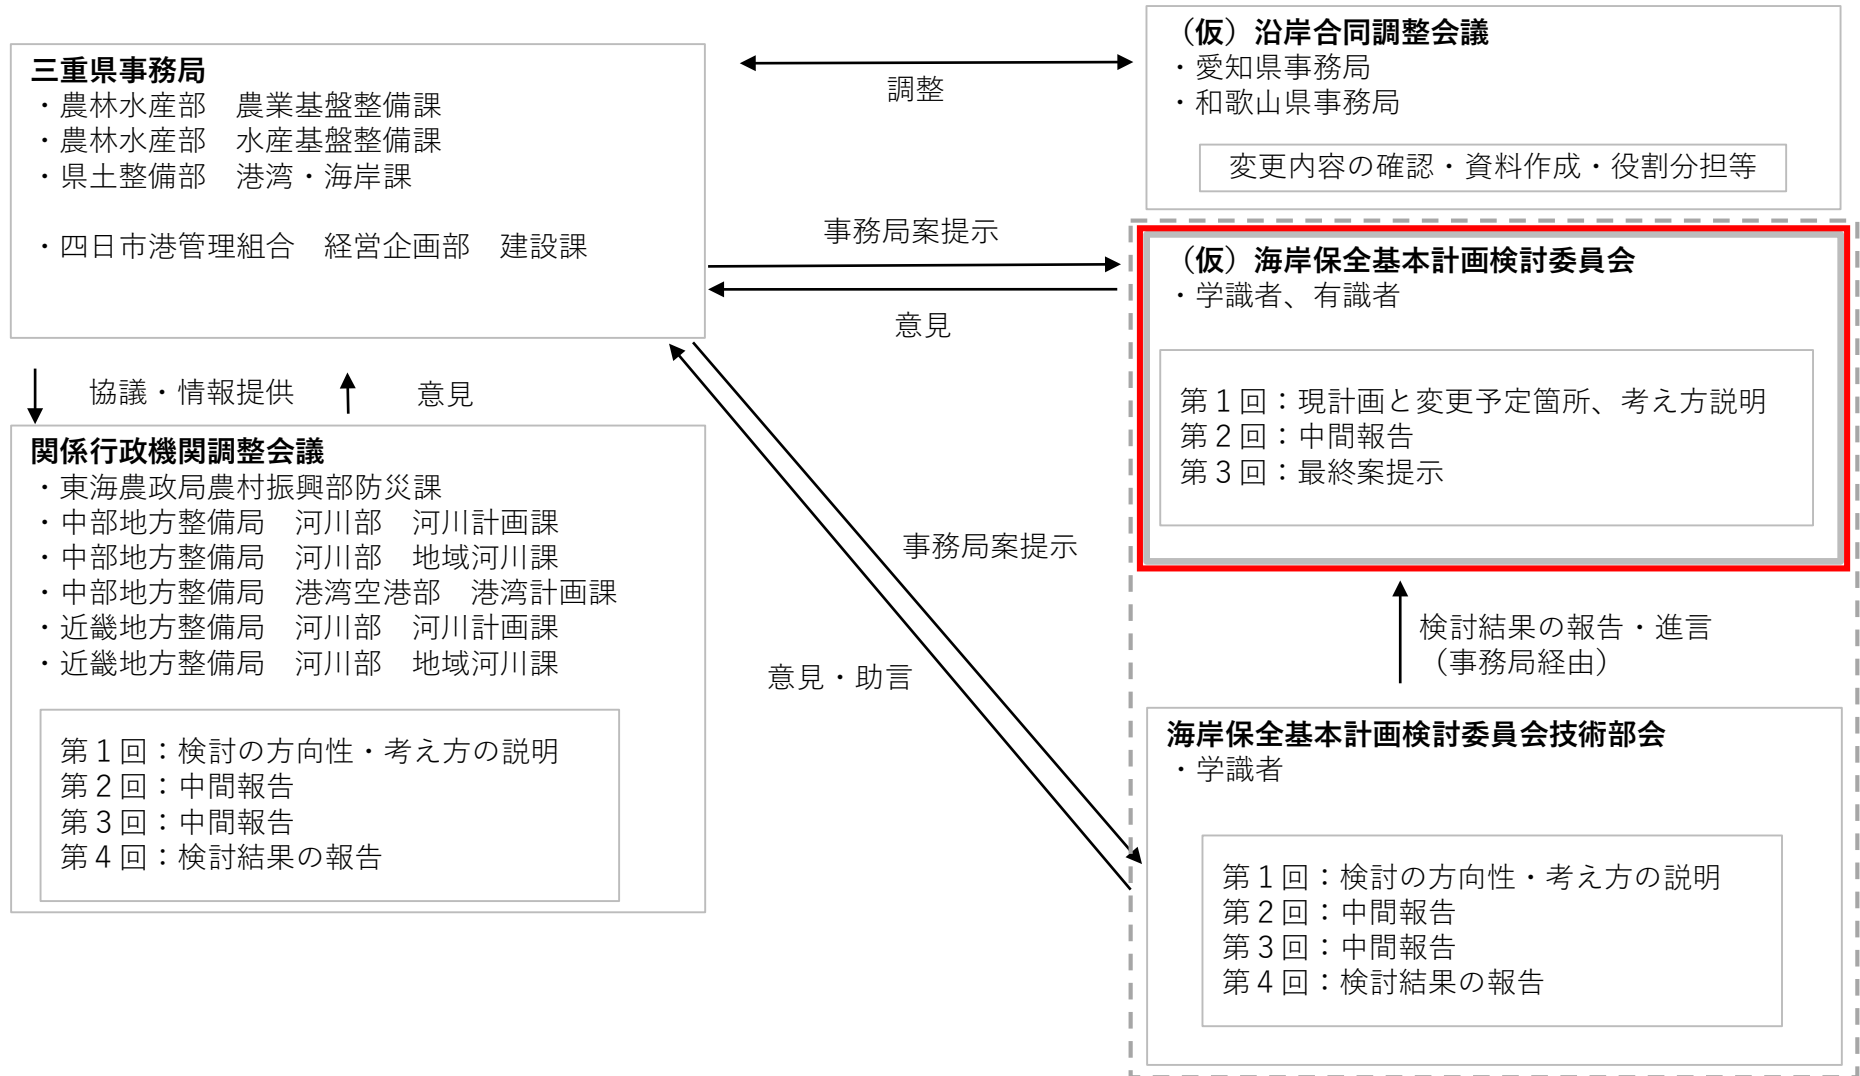 三重県事務局
・農林水産部　農業基盤整備課
・農林水産部　水産基盤整備課
・県土整備部　港湾・海岸課
・四日市港管理組合　経営企画部　建設課
調整
（仮）沿岸合同調整会議
・愛知県事務局
・和歌山県事務局
変更内容の確認・資料作成・役割分担等
事務局案提示
意見
（仮）海岸保全基本計画検討委員会
・学識者、有識者
第１回：現計画と変更予定箇所、考え方説明
第２回：中間報告
第３回：最終案提示
協議・情報提供
意見
関係行政機関調整会議
・東海農政局農村振興部防災課
・中部地方整備局　河川部　河川計画課
・中部地方整備局　河川部　地域河川課
・中部地方整備局　港湾空港部　港湾計画課
・近畿地方整備局　河川部　河川計画課
・近畿地方整備局　河川部　地域河川課
第１回：検討の方向性・考え方の説明
第２回：中間報告
第３回：中間報告
第４回：検討結果の報告
事務局案提示
意見・助言
検討結果の報告・進言
（事務局経由）
海岸保全基本計画検討委員会技術部会
・学識者
第１回：検討の方向性・考え方の説明
第２回：中間報告
第３回：中間報告
第４回：検討結果の報告